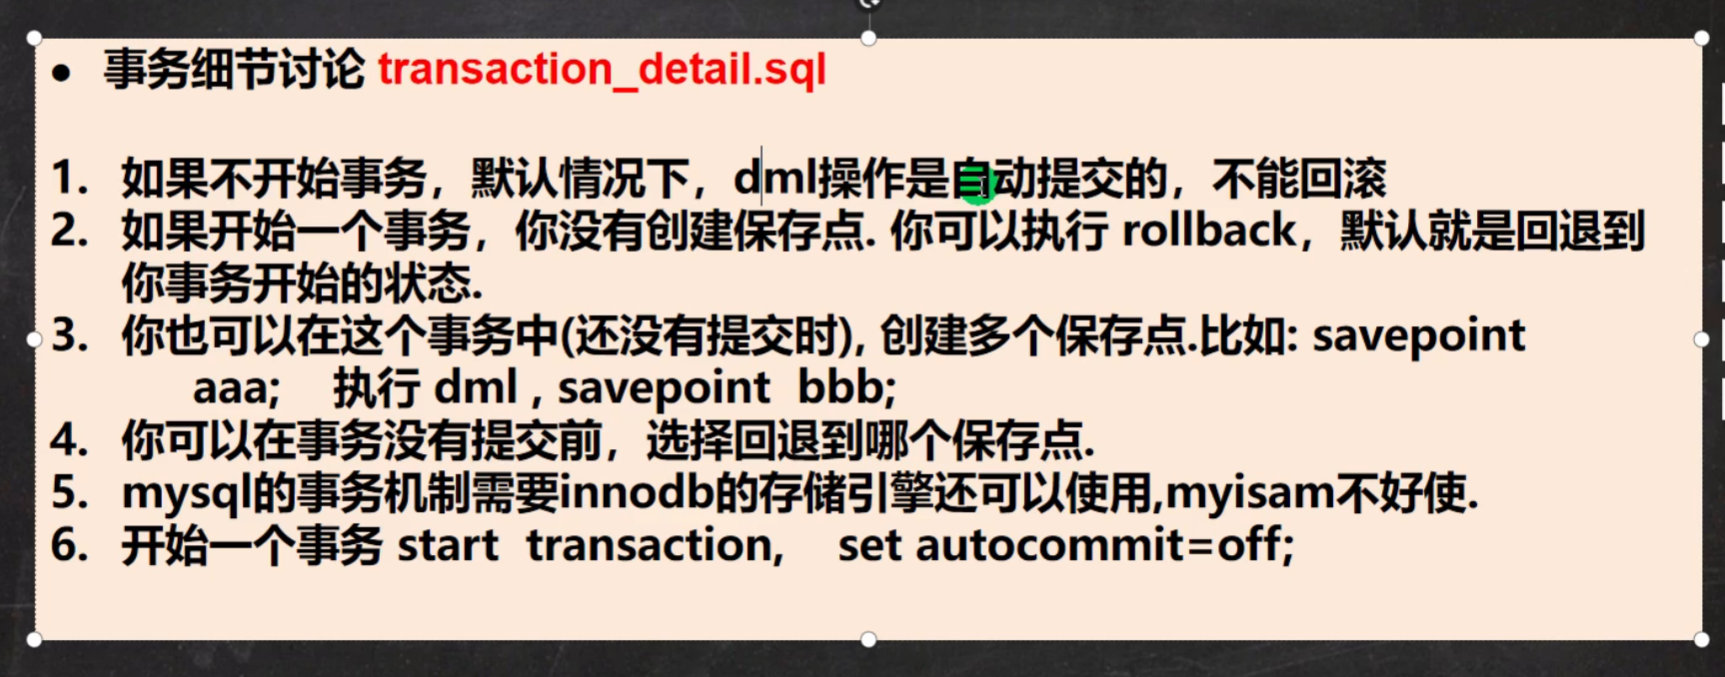 ● 事务细节讨论 transaction_detail.sql
1. 如果不开始事务，默认情况下，dml操作是自动提交的，不能回滚
2. 如果开始一个事务，你没有创建保存点. 你可以执行 rollback，默认就是回退到
你事务开始的状态.
3. 你也可以在这个事务中(还没有提交时), 创建多个保存点.比如: savepoint
aaa; 执行 dml , savepoint bbb;
4. 你可以在事务没有提交前，选择回退到哪个保存点.
5. mysql的事务机制需要innodb的存储引擎还可以使用,myisam不好使.
6. 开始一个事务 start transaction, set autocommit=off;